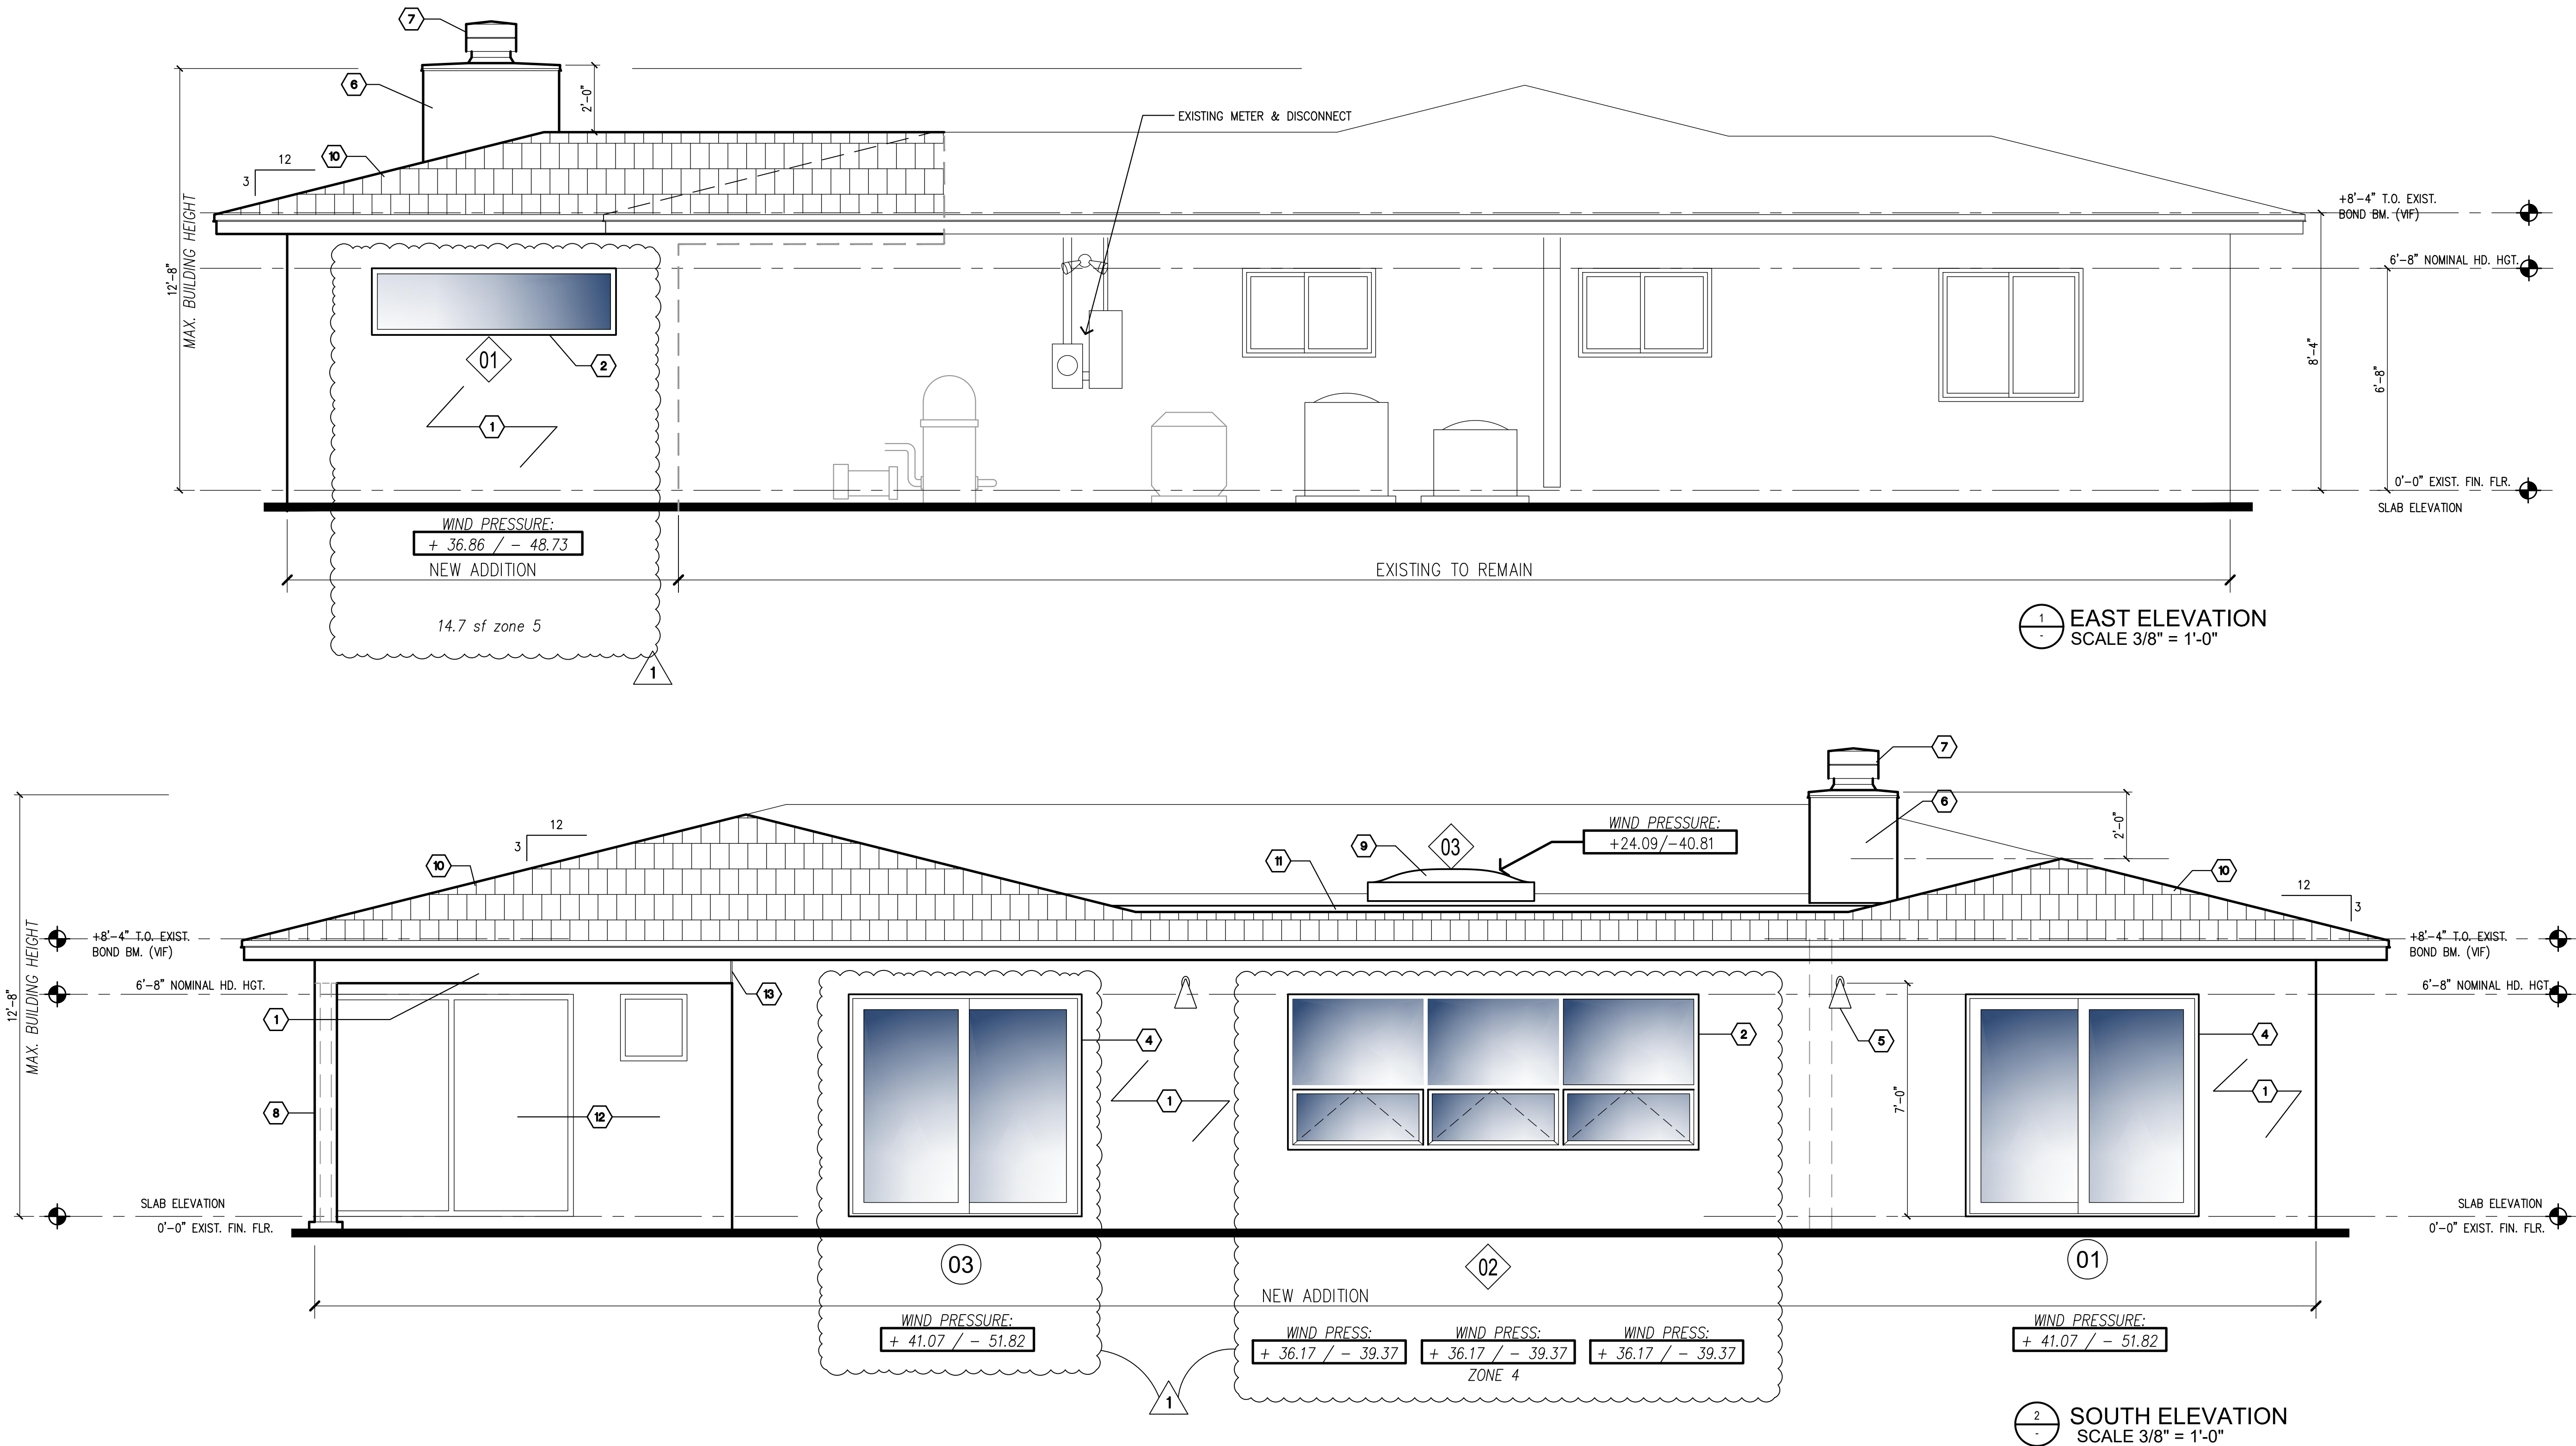 7
6
2'-0"
EXISTING METER & DISCONNECT
12
3
10
12'-8"
MAX. BUILDING HEIGHT
+8'-4" T.O. EXIST.
BOND BM. (VIF)
6'-8" NOMINAL HD. HGT.
01
2
1
8'-4"
6'-8"
0'-0" EXIST. FIN. FLR.
SLAB ELEVATION
WIND PRESSURE:
+ 36.86 / - 48.73
NEW ADDITION
EXISTING TO REMAIN
14.7 sf zone 5
1
1
-
EAST ELEVATION
SCALE 3/8" = 1'-0"
7
6
2'-0"
WIND PRESSURE:
+24.09/-40.81
03
9
11
12
3
10
10
12
3
12'-8"
MAX. BUILDING HEIGHT
+8'-4" T.O. EXIST.
BOND BM. (VIF)
+8'-4" T.O. EXIST.
BOND BM. (VIF)
6'-8" NOMINAL HD. HGT.
6'-8" NOMINAL HD. HGT.
13
1
4
2
5
4
8
12
1
7'-0"
1
SLAB ELEVATION
0'-0" EXIST. FIN. FLR.
SLAB ELEVATION
0'-0" EXIST. FIN. FLR.
03
02
01
NEW ADDITION
WIND PRESSURE:
+ 41.07 / - 51.82
WIND PRESS:
+ 36.17 / - 39.37
WIND PRESS:
+ 36.17 / - 39.37
WIND PRESS:
+ 36.17 / - 39.37
ZONE 4
WIND PRESSURE:
+ 41.07 / - 51.82
1
2
-
SOUTH ELEVATION
SCALE 3/8" = 1'-0"